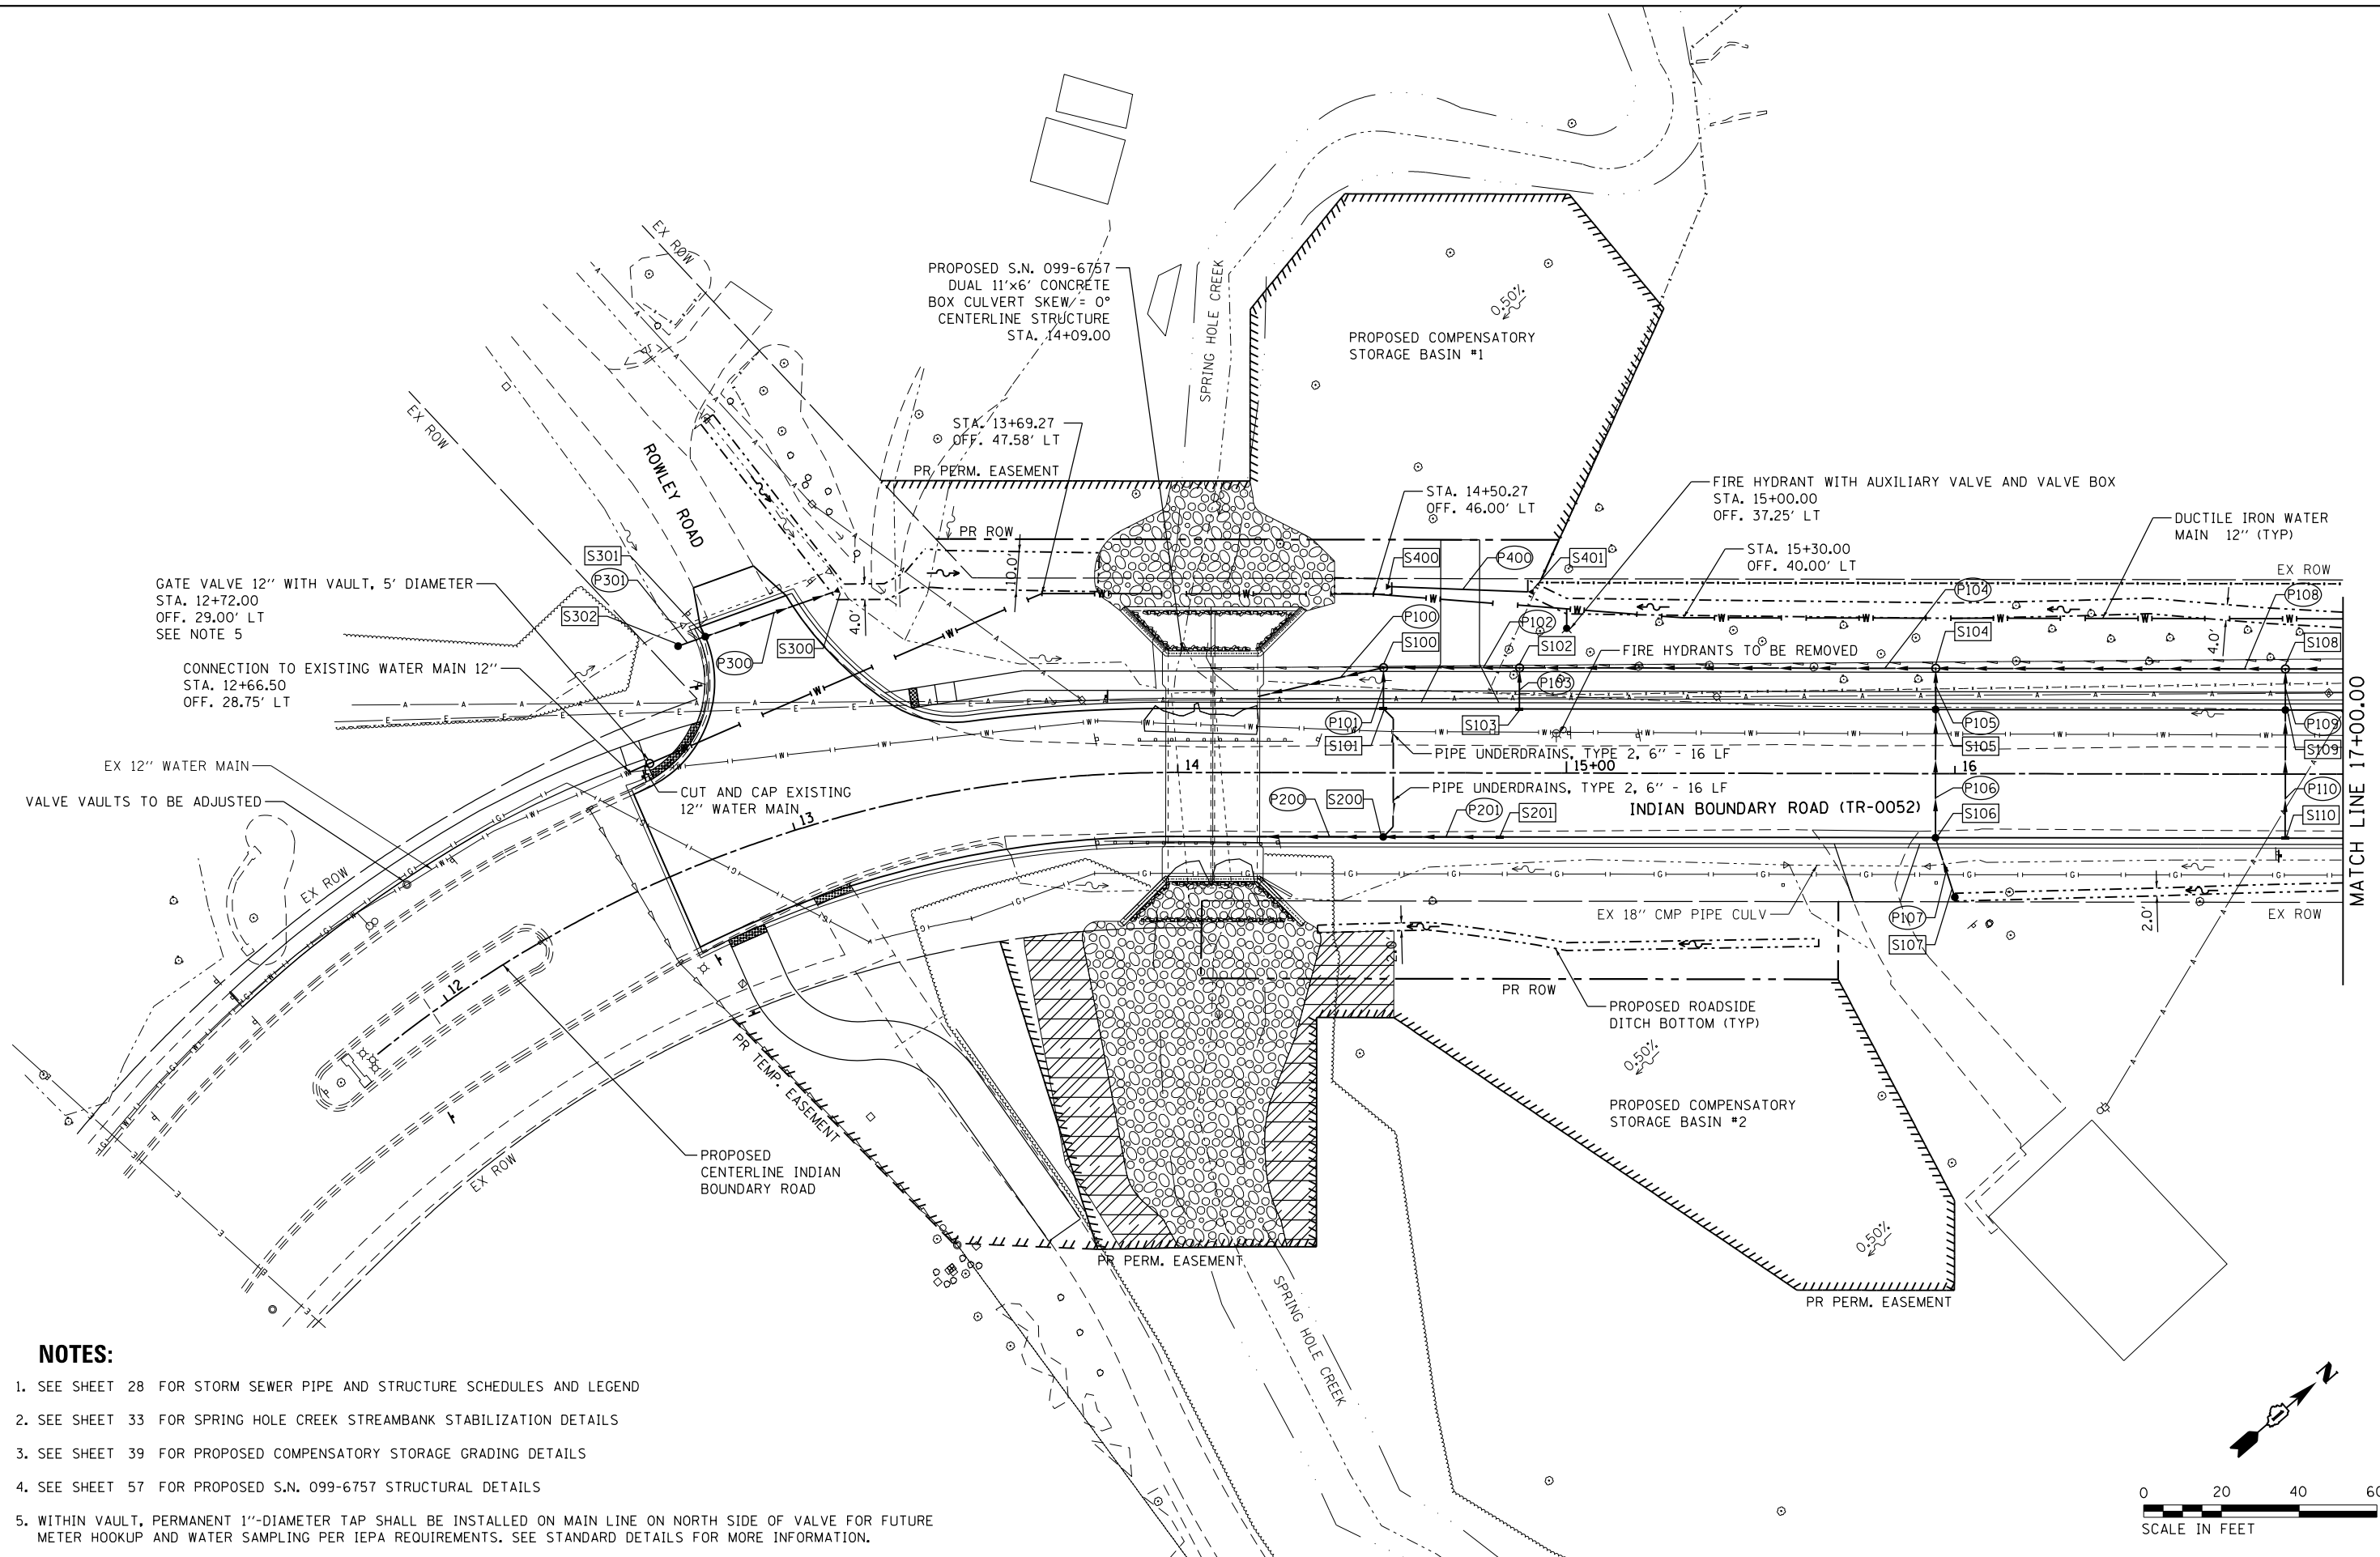 PROPOSED S.N. 099-6757
DUAL 11'×6' CONCRETE
BOX CULVERT SKEW = 0°
CENTERLINE STRUCTURE
STA. 14+09.00
EX ROW
EX ROW
ROWLEY ROAD
SPRING HOLE CREEK
0.50%
PROPOSED COMPENSATORY
STORAGE BASIN #1
STA. 13+69.27
OFF. 47.58' LT
PR PERM. EASEMENT
PR ROW
10.0'
4.0'
STA. 14+50.27
OFF. 46.00' LT
FIRE HYDRANT WITH AUXILIARY VALVE AND VALVE BOX
STA. 15+00.00
OFF. 37.25' LT
DUCTILE IRON WATER
MAIN 12" (TYP)
STA. 15+30.00
OFF. 40.00' LT
EX ROW
S301
P301
S302
P300
S300
GATE VALVE 12" WITH VAULT, 5' DIAMETER
STA. 12+72.00
OFF. 29.00' LT
SEE NOTE 5
CONNECTION TO EXISTING WATER MAIN 12"
STA. 12+66.50
OFF. 28.75' LT
EX 12" WATER MAIN
VALVE VAULTS TO BE ADJUSTED
CUT AND CAP EXISTING
12" WATER MAIN
S400
P400
S401
P100
S100
P102
S102
P103
S103
FIRE HYDRANTS TO BE REMOVED
P104
S104
P108
S108
4.0'
P101
S101
P105
S105
P109
S109
PIPE UNDERDRAINS, TYPE 2, 6" - 16 LF
PIPE UNDERDRAINS, TYPE 2, 6" - 16 LF
12
13
14
15+00
16
INDIAN BOUNDARY ROAD (TR-0052)
P200
S200
P201
S201
P106
S106
P110
S110
P107
S107
MATCH LINE 17+00.00
EX 18" CMP PIPE CULV
2.0'
EX ROW
EX ROW
PR ROW
PROPOSED ROADSIDE
DITCH BOTTOM (TYP)
0.50%
PROPOSED COMPENSATORY
STORAGE BASIN #2
0.50%
PR PERM. EASEMENT
PR TEMP. EASEMENT
EX ROW
PROPOSED
CENTERLINE INDIAN
BOUNDARY ROAD
PR PERM. EASEMENT
SPRING HOLE CREEK
NOTES:
1. SEE SHEET 28 FOR STORM SEWER PIPE AND STRUCTURE SCHEDULES AND LEGEND
2. SEE SHEET 33 FOR SPRING HOLE CREEK STREAMBANK STABILIZATION DETAILS
3. SEE SHEET 39 FOR PROPOSED COMPENSATORY STORAGE GRADING DETAILS
4. SEE SHEET 57 FOR PROPOSED S.N. 099-6757 STRUCTURAL DETAILS
5. WITHIN VAULT, PERMANENT 1"-DIAMETER TAP SHALL BE INSTALLED ON MAIN LINE ON NORTH SIDE OF VALVE FOR FUTURE
METER HOOKUP AND WATER SAMPLING PER IEPA REQUIREMENTS. SEE STANDARD DETAILS FOR MORE INFORMATION.
N
0 20 40
SCALE IN FEET